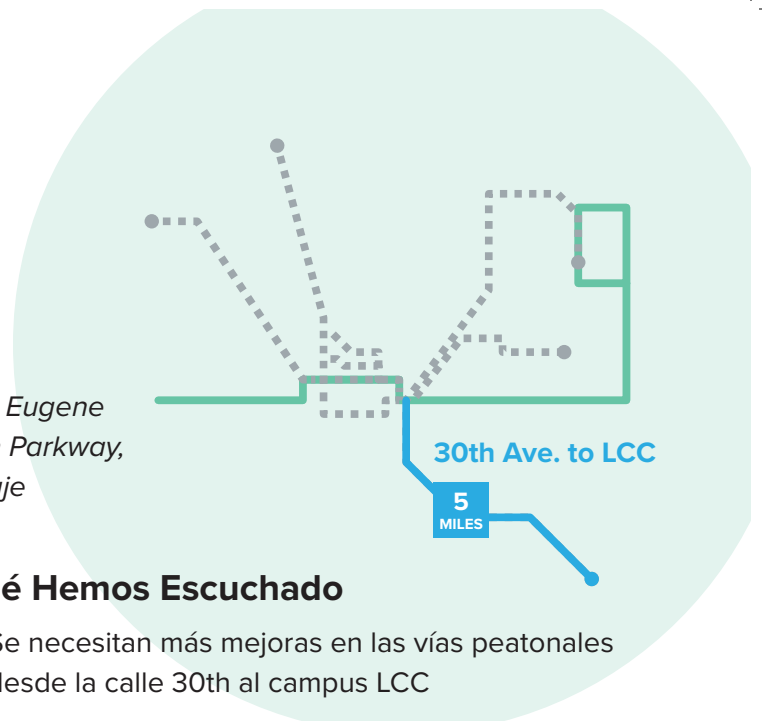 Eugene
Parkway,
30th Ave. to LCC
5
MILES
Hemos Escuchado
Se necesitan más mejoras en las vías peatonales
desde la calle 30th al campus LCC